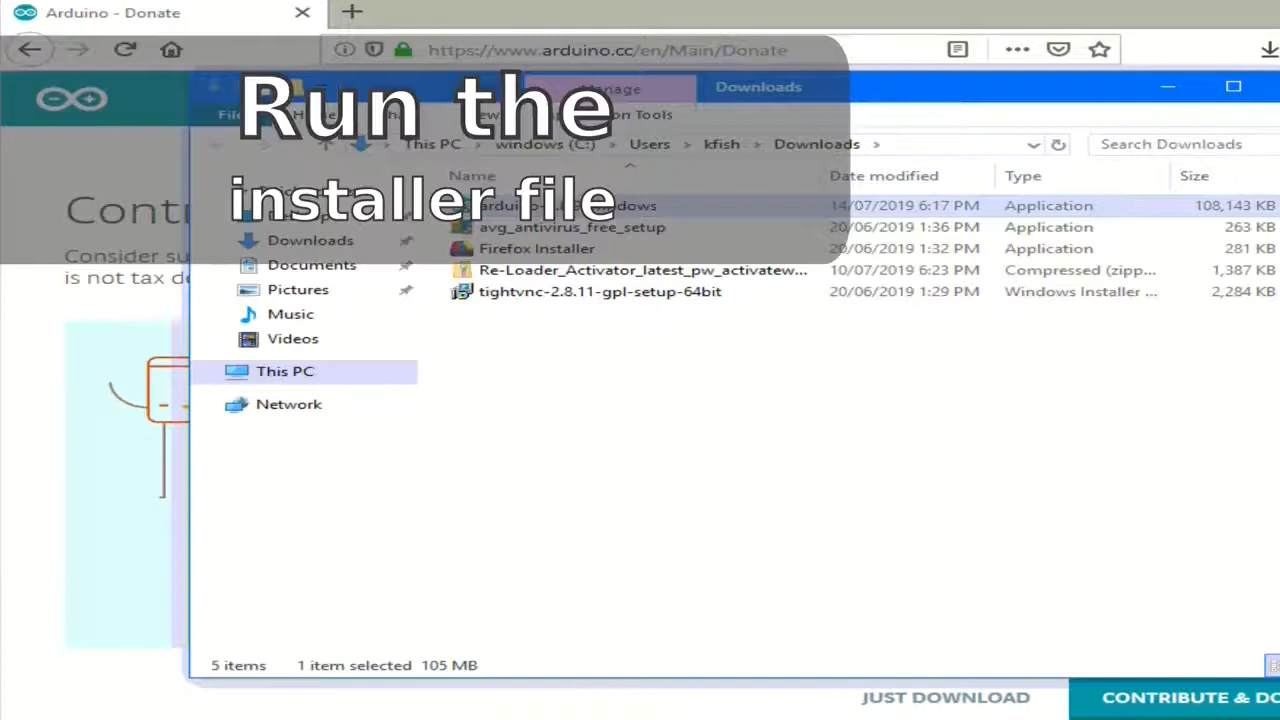 Arduino - Donate
https://www.arduino.cc/en/Main/Donate
Run the
installer file
Manage
Downloads
Tools
This PC > windows (C:) > Users > kfish > Downloads >
Search Downloads
Name Date modified Type Size
windows 14/07/2019 6:17 PM Application 108,143 KB
avg_antivirus_free_setup 20/06/2019 1:36 PM Application 263 KB
Firefox Installer 20/06/2019 1:32 PM Application 281 KB
Re-Loader_Activator_latest_pw_activatew... 10/07/2019 6:23 PM Compressed (zipp... 1,387 KB
tightvnc-2.8.11-gpl-setup-64bit 20/06/2019 1:29 PM Windows Installer ... 2,284 KB
Downloads
Documents
Pictures
Music
Videos
This PC
Network
Contr
Consider su
is not tax de
5 items 1 item selected 105 MB
JUST DOWNLOAD
CONTRIBUTE & DO